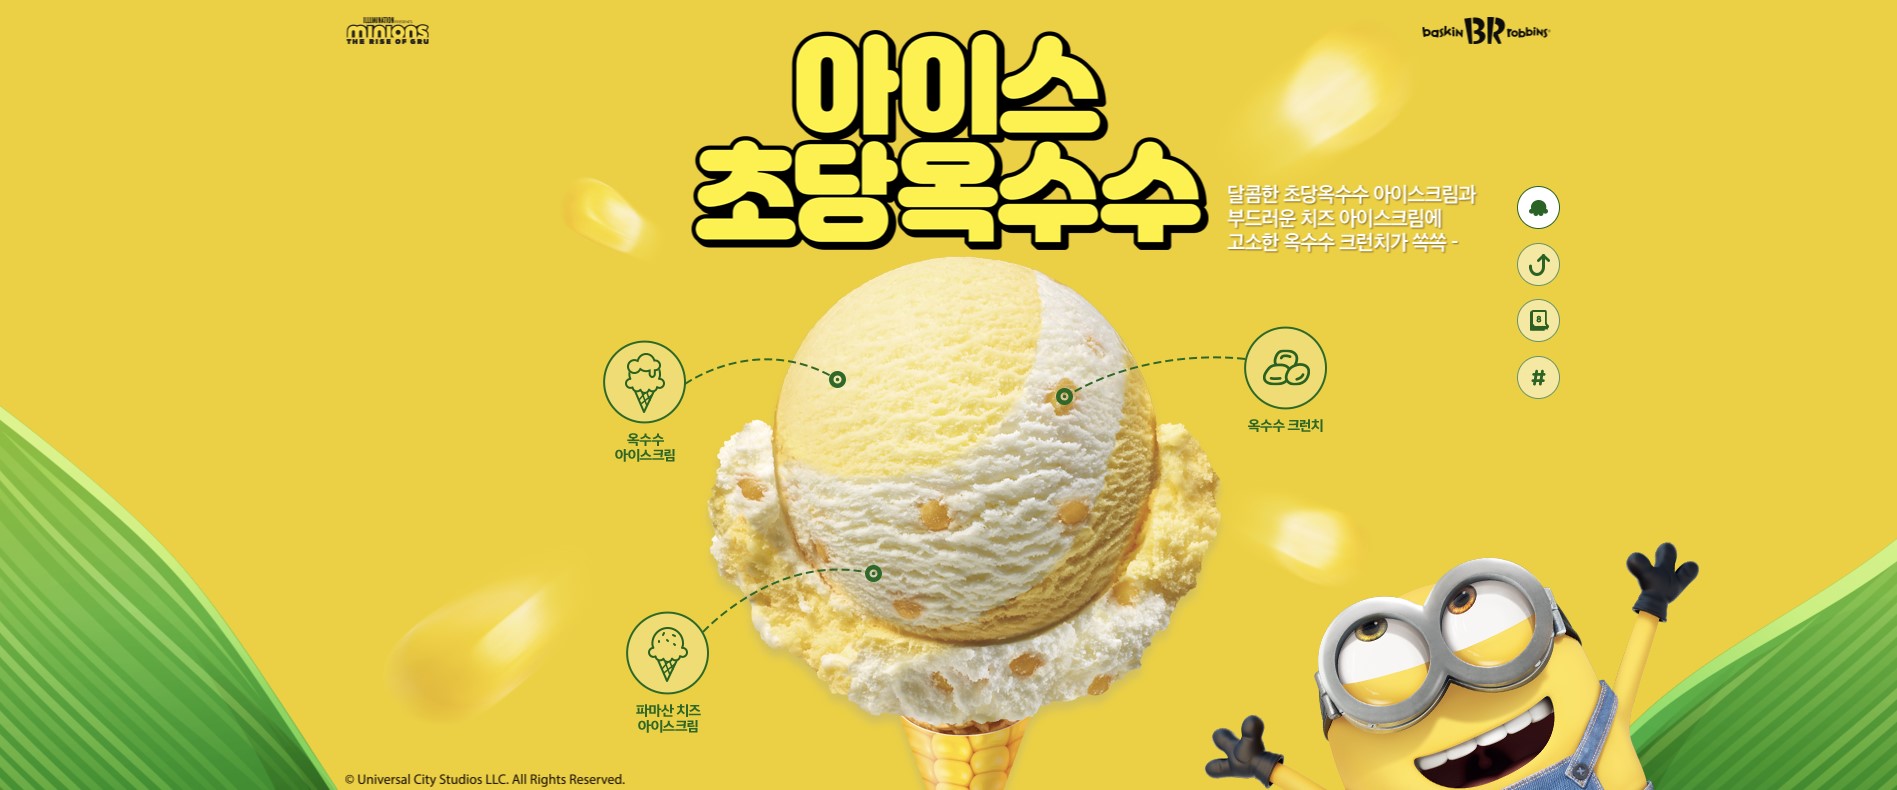 ILLUMINATION PRESENTS
minions
THE RISE OF GRU
baskin BR robbins
아이스
초당옥수수
달콤한 초당옥수수 아이스크림과
부드러운 치즈 아이스크림에
고소한 옥수수 크런치가 쏙쏙 ~
8
#
옥수수
아이스크림
옥수수 크런치
파마산 치즈
아이스크림
© Universal City Studios LLC. All Rights Reserved.